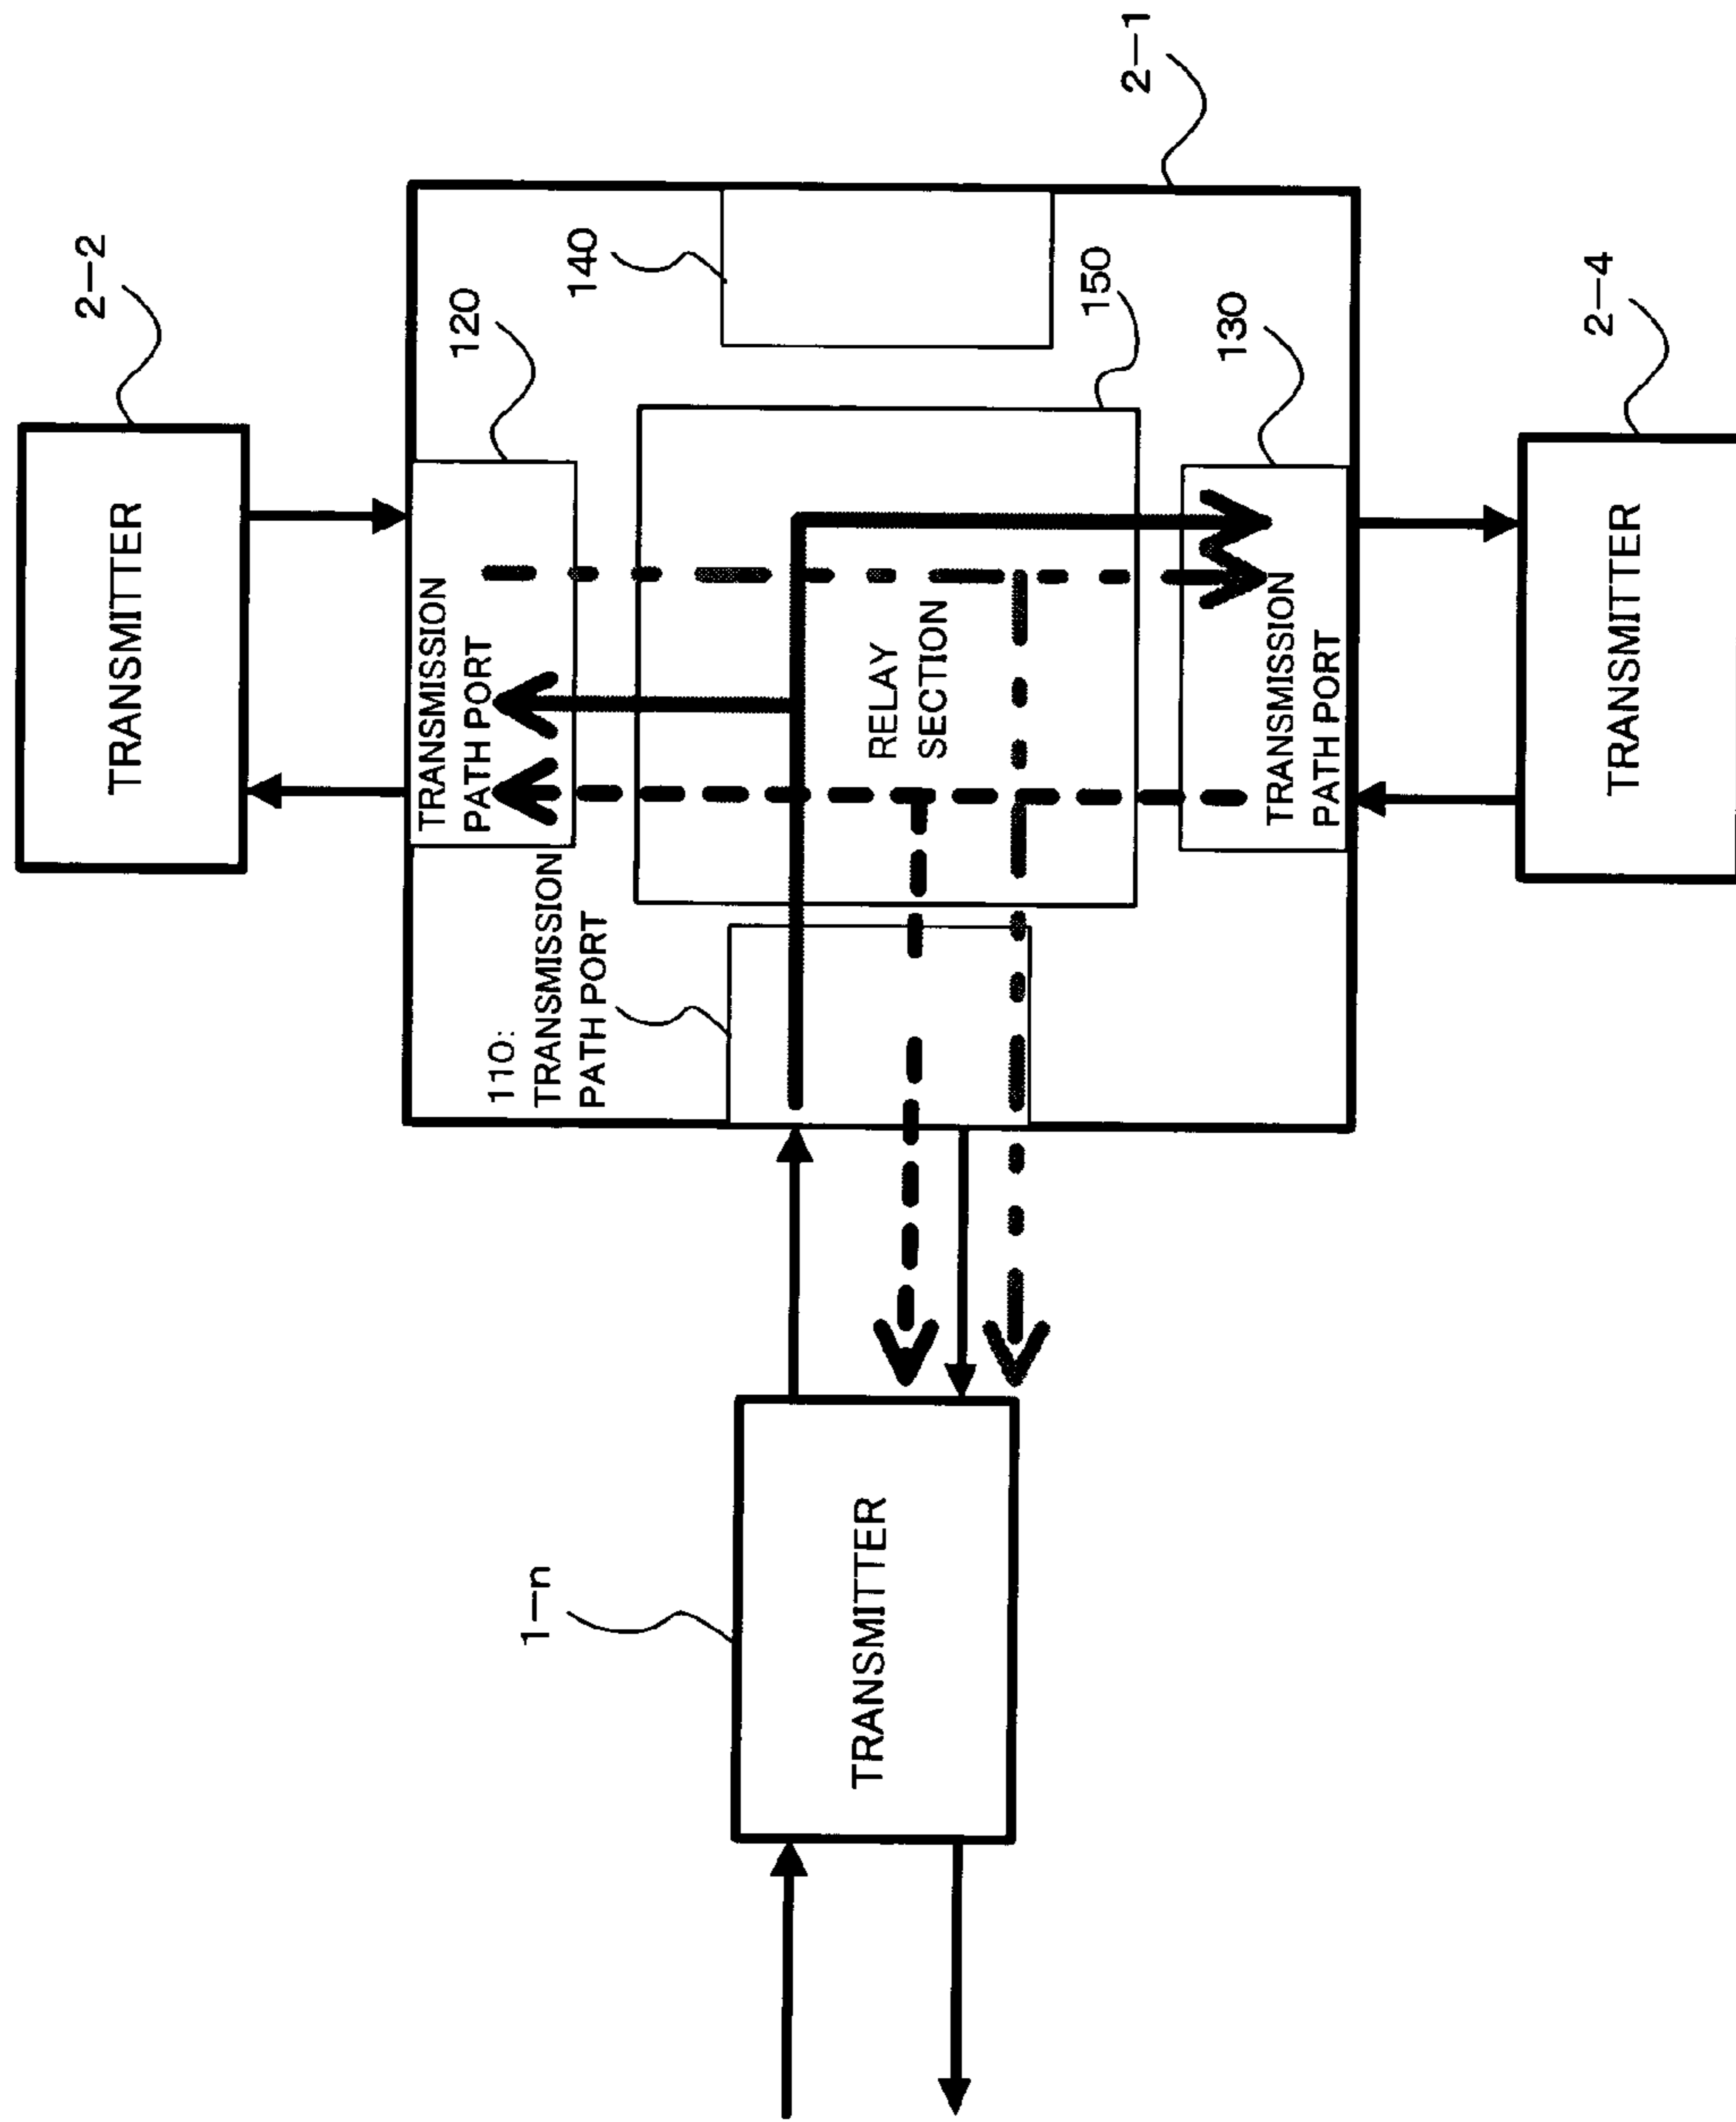 2-2
TRANSMITTER
2-1
140
120
TRANSMISSION
PATH PORT
150
110:
TRANSMISSION
PATH PORT
RELAY
SECTION
130
TRANSMISSION
PATH PORT
1-n
TRANSMITTER
2-4
TRANSMITTER